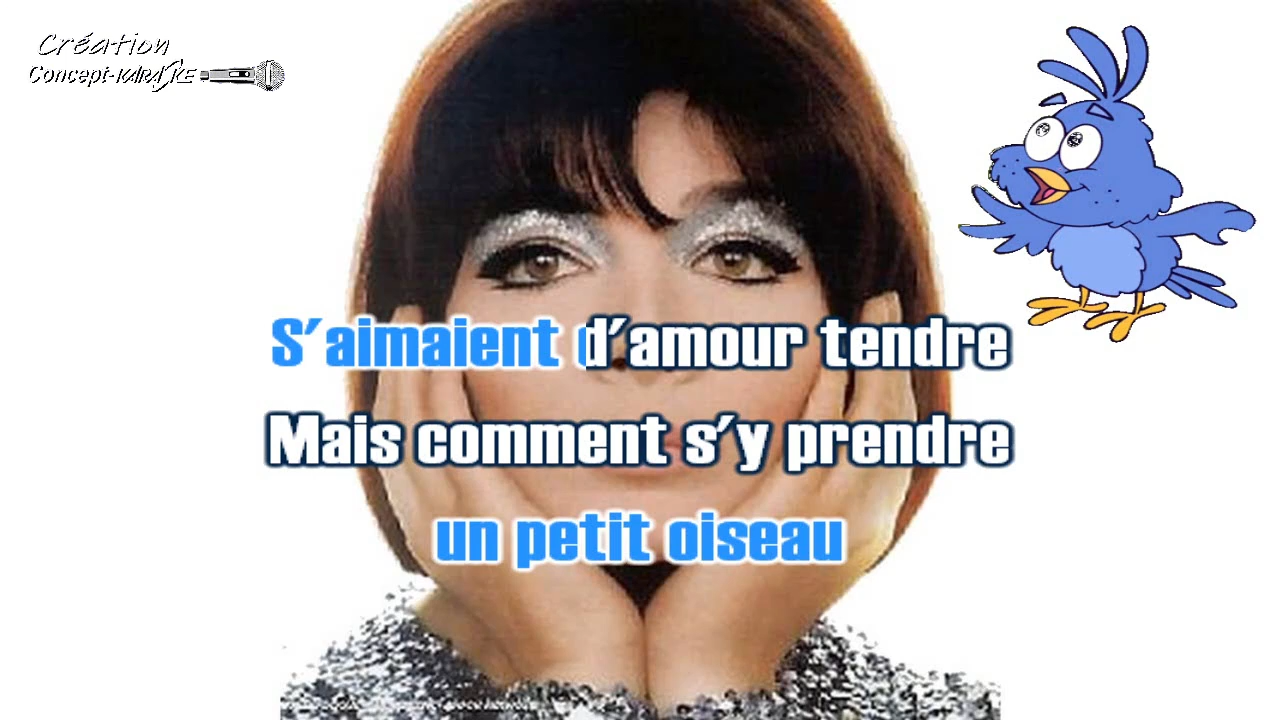 Création
Concept-KARAOKE
S'aimaient d'amour tendre
Mais comment s'y prendre
un petit oiseau